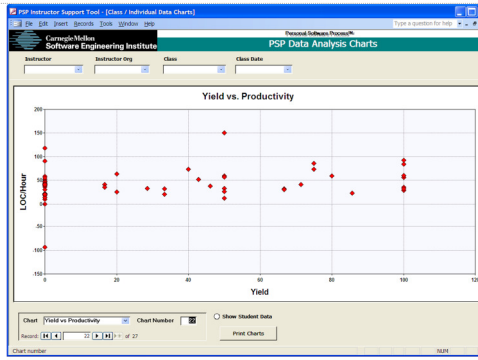 PSP Instructor Support Tool - [Class / Individual Data Charts]
File Edit Insert Records Tools Window Help
Type a question for help
Carnegie Mellon
Software Engineering Institute
Personal Software Process℠
PSP Data Analysis Charts
Instructor Instructor Org Class Class Date
Yield vs. Productivity
200
150
100
50
0
-50
-100
-150
LOC/Hour
0 20 40 60 80 100 120
Yield
Chart Yield vs Productivity Chart Number 22
Show Student Data
Record: 22 of 27
Print Charts
Chart number NUM